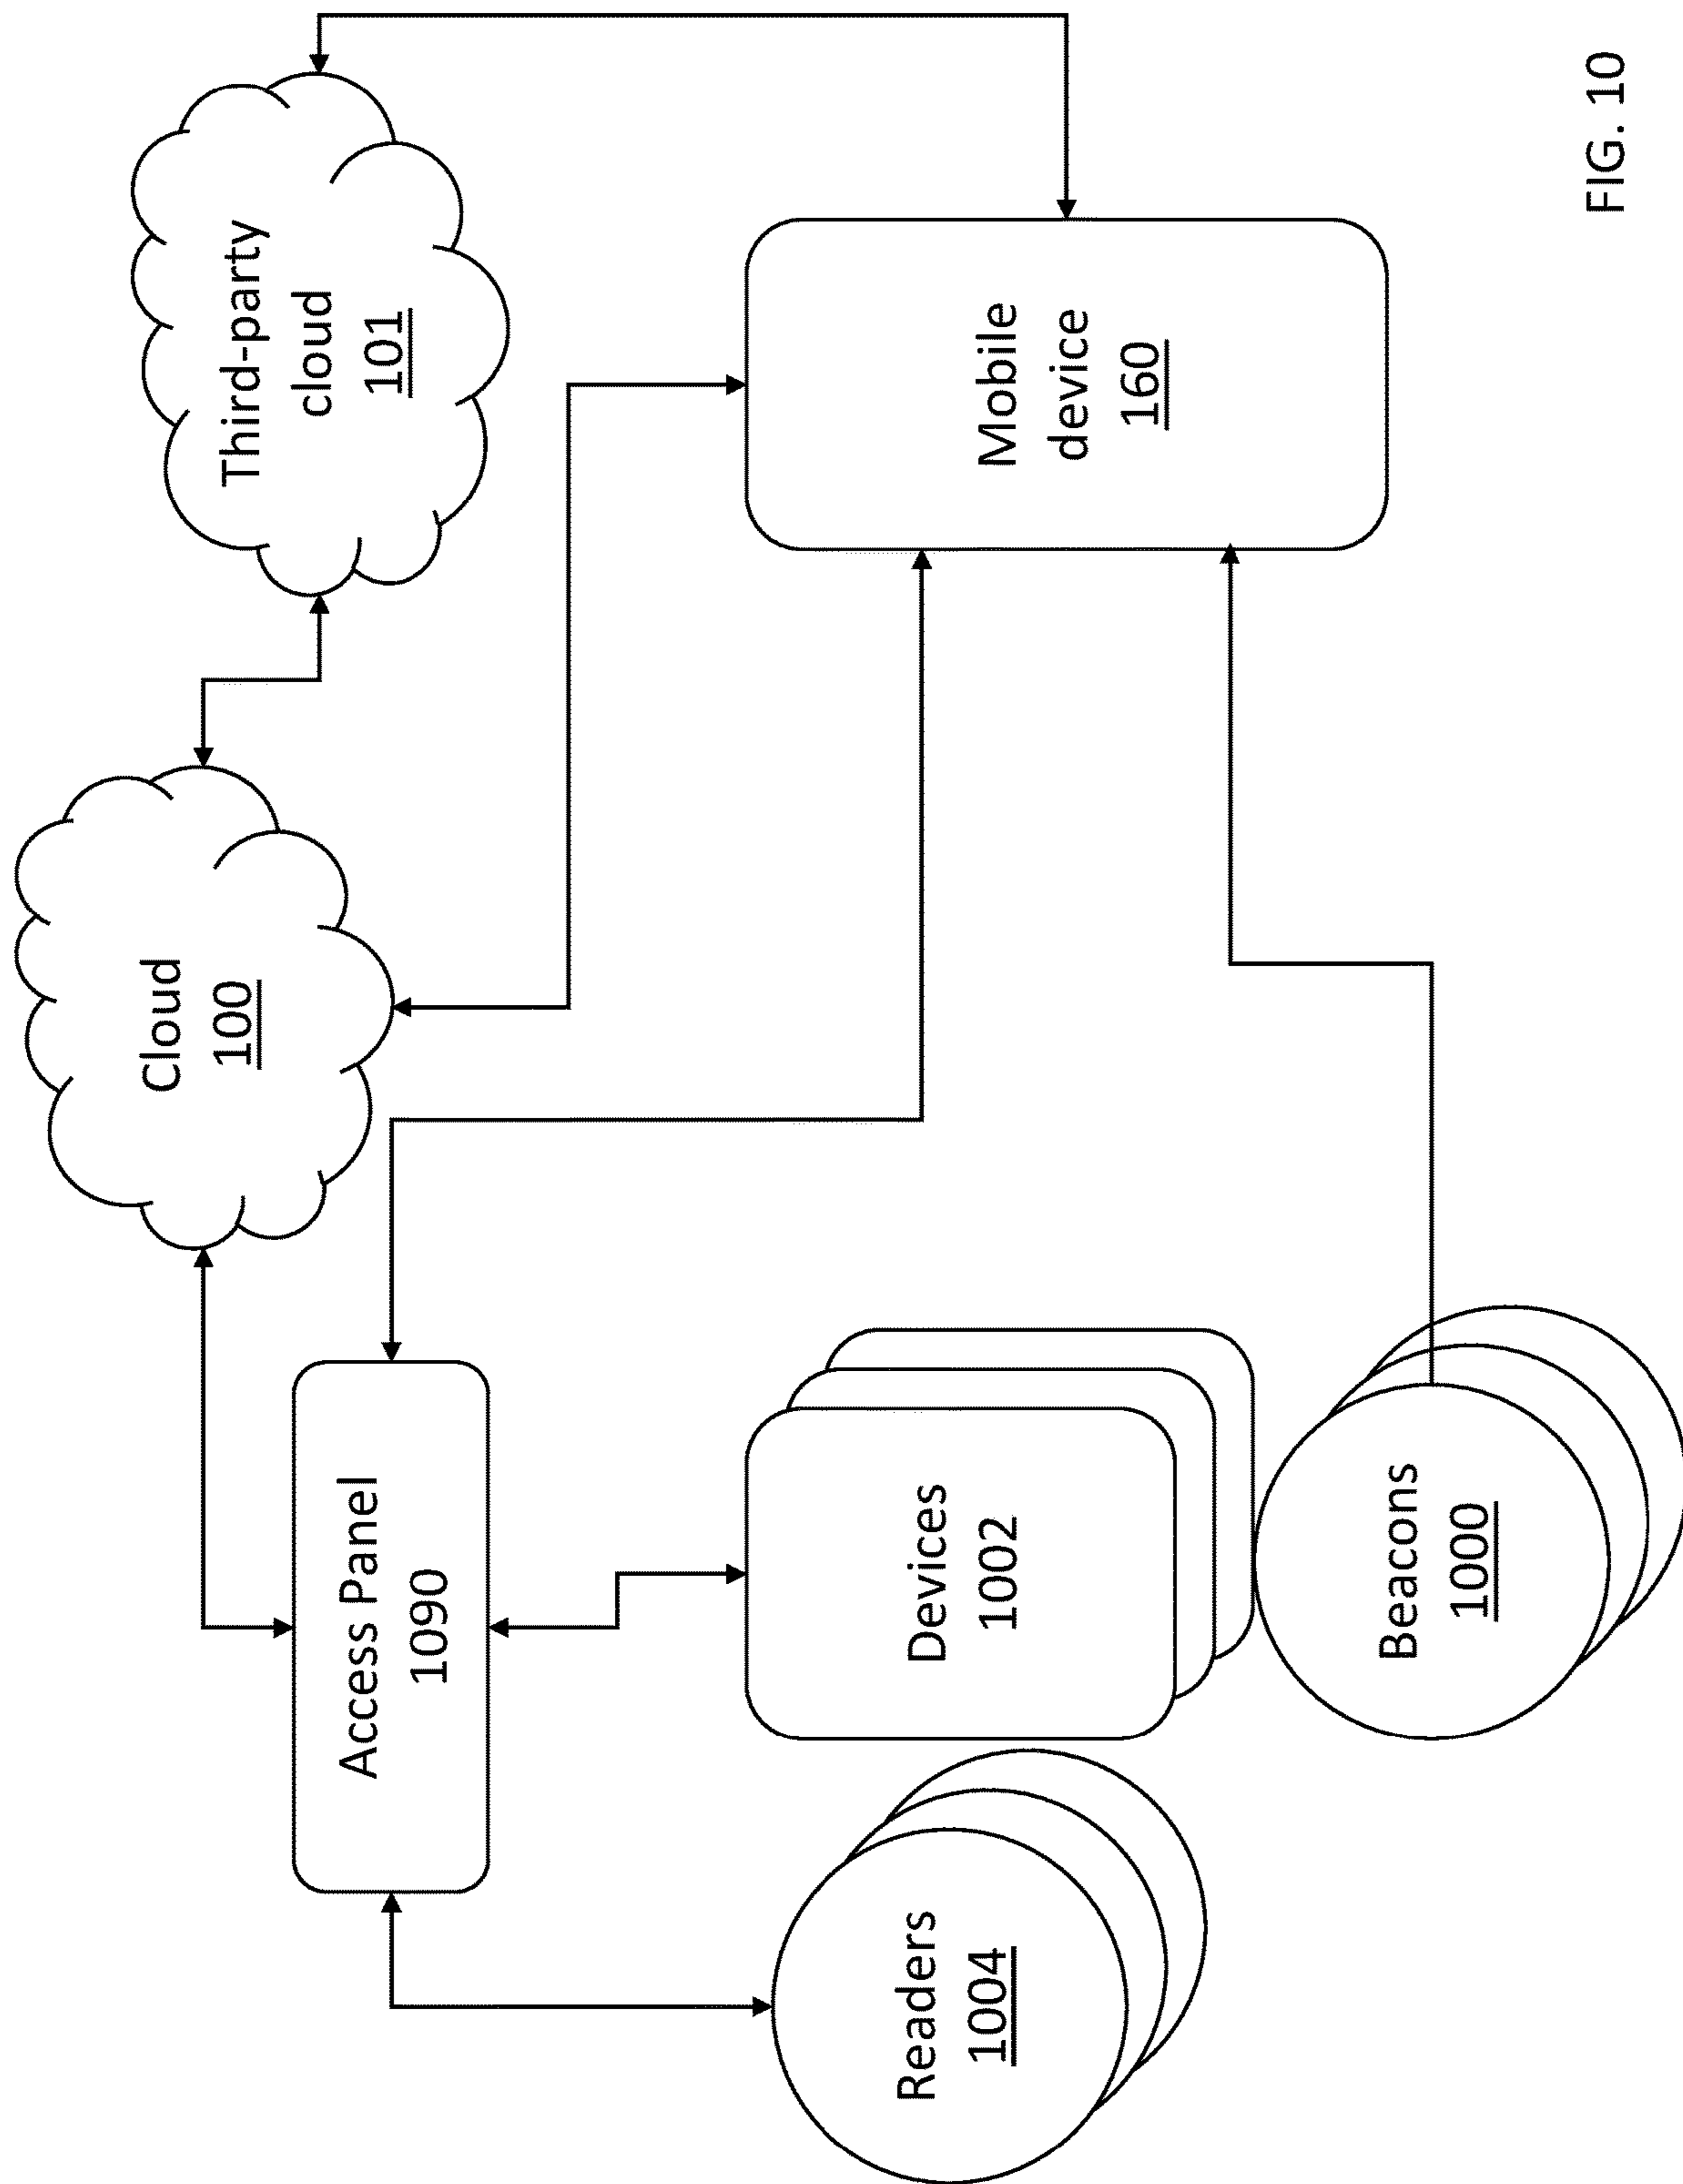 Third-party
cloud
101
Cloud
100
Access Panel
1090
Mobile
device
160
Devices
1002
Readers
1004
Beacons
1000
FIG. 10